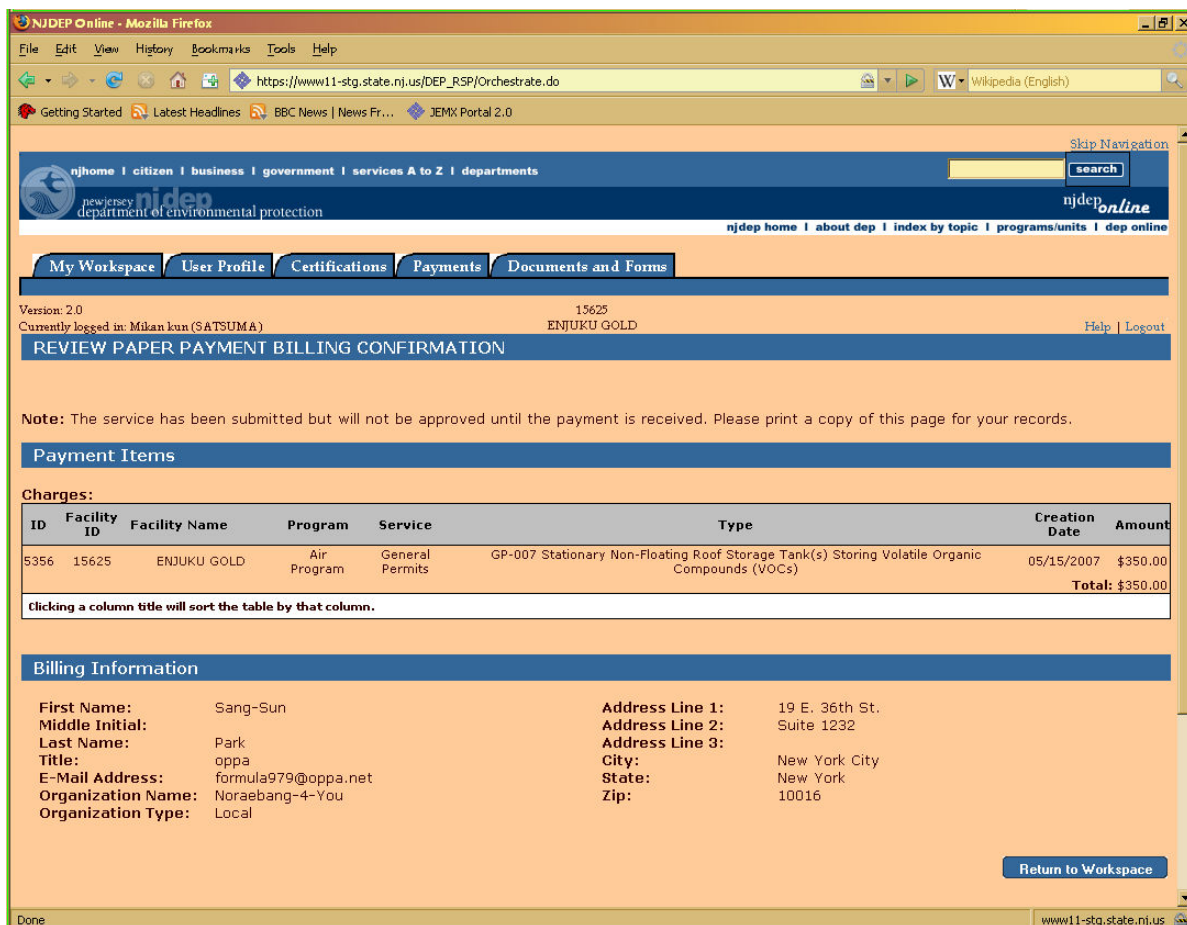 NJDEP Online - Mozilla Firefox
File Edit View History Bookmarks Tools Help
https://www11-stg.state.nj.us/DEP_RSP/Orchestrate.do W Wikipedia (English)
Getting Started Latest Headlines BBC News | News Fr... JEMX Portal 2.0
Skip Navigation
njhome I citizen I business I government I services A to Z I departments search
newjersey njdep
department of environmental protection
njdep online
njdep home I about dep I index by topic I programs/units I dep online
My Workspace User Profile Certifications Payments Documents and Forms
Version: 2.0 15625
Currently logged in: Mikan kun (SATSUMA) ENJUKU GOLD Help | Logout
REVIEW PAPER PAYMENT BILLING CONFIRMATION
Note: The service has been submitted but will not be approved until the payment is received. Please print a copy of this page for your records.
Payment Items
Charges:
ID Facility ID Facility Name Program Service Type Creation Date Amount
5356 15625 ENJUKU GOLD Air Program General Permits GP-007 Stationary Non-Floating Roof Storage Tank(s) Storing Volatile Organic Compounds (VOCs) 05/15/2007 $350.00
Total: $350.00
Clicking a column title will sort the table by that column.
Billing Information
First Name: Sang-Sun Address Line 1: 19 E. 36th St.
Middle Initial: Address Line 2: Suite 1232
Last Name: Park Address Line 3:
Title: oppa City: New York City
E-Mail Address: formula979@oppa.net State: New York
Organization Name: Noraebang-4-You Zip: 10016
Organization Type: Local
Return to Workspace
Done www11-stg.state.nj.us